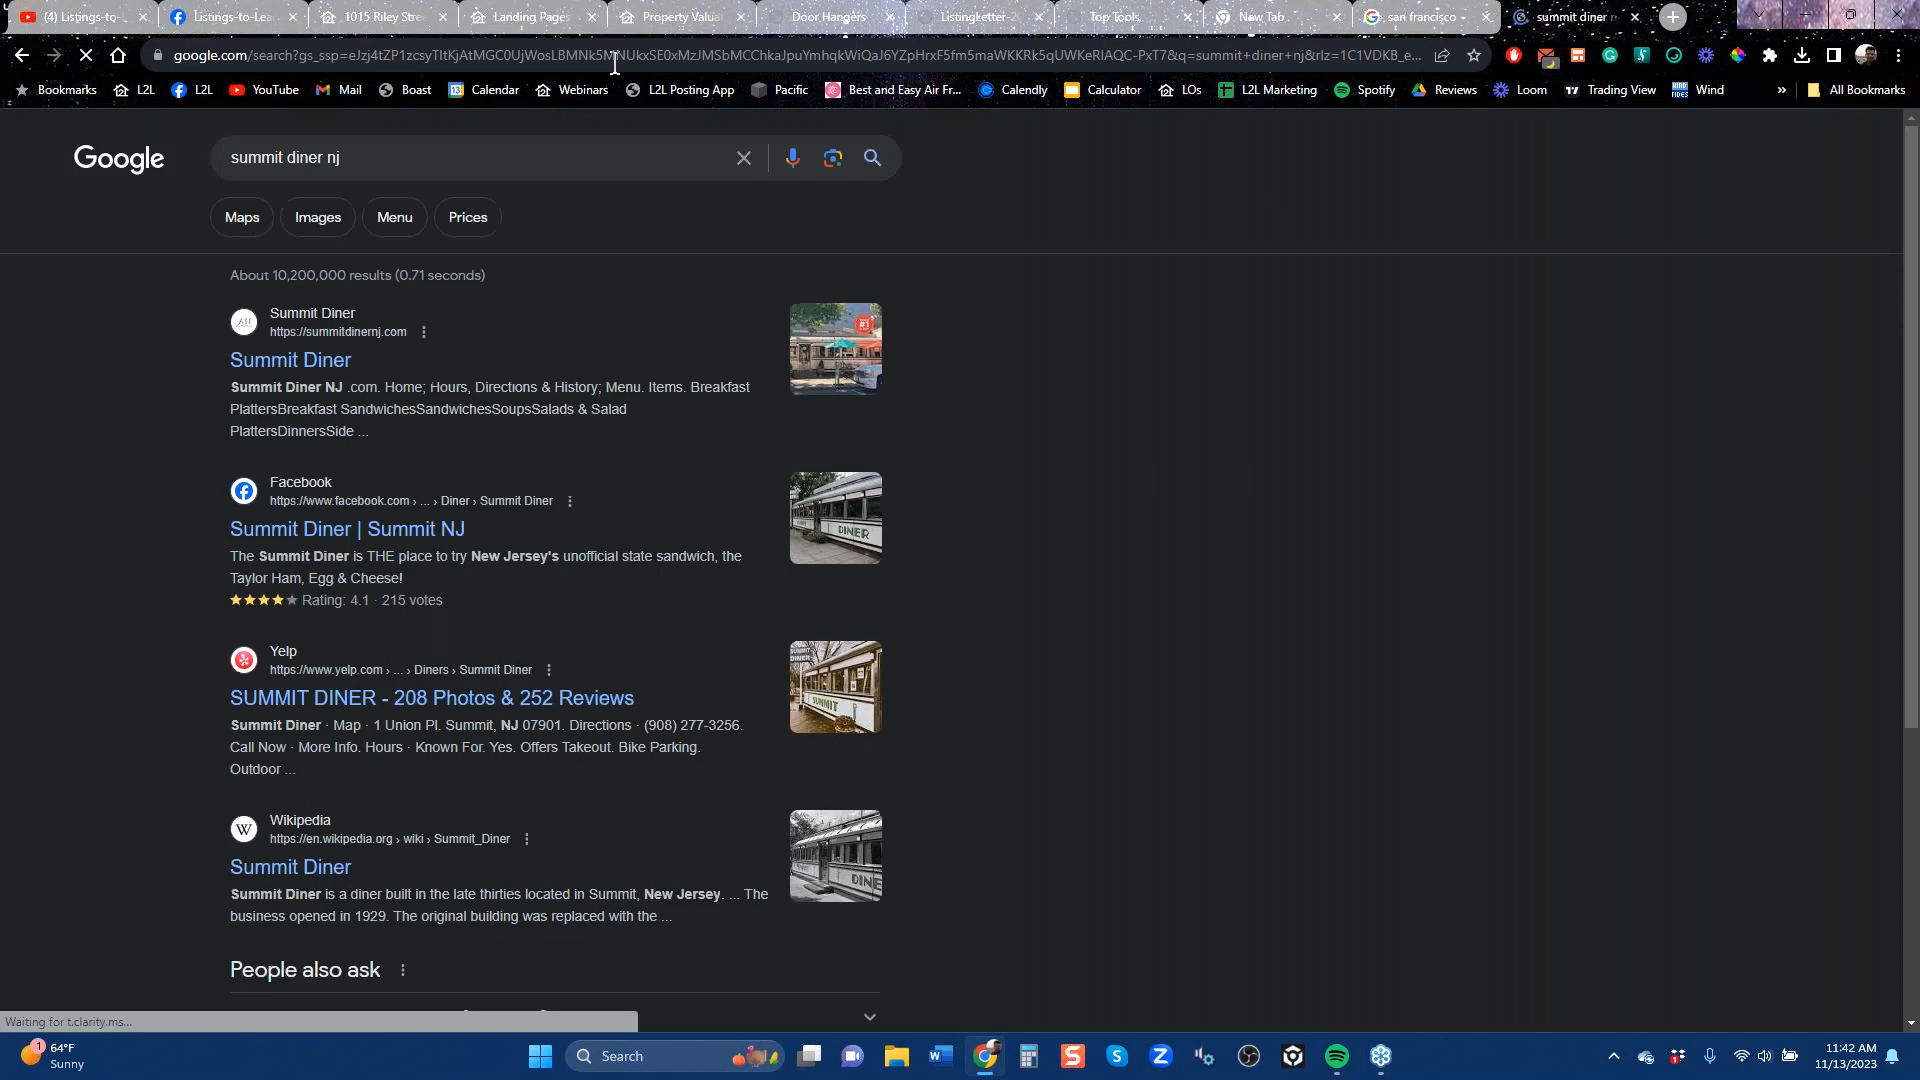 (4) Listings-to-L
Listings-to-Lea
1015 Riley Stre
Landing Pages
Property Valua
Door Hangers
ListingLetter-2
Top Tools
New Tab
san francisco -
summit diner n
google.com/search?gs_ssp=eJzj4tZP1zcsyTItKjAtMGC0UjWosLBMNk5MNUkxSE0xMzJMSbMCChkaJpuYmhqkWiQaJ6YZpHrxF5fm5maWKKRk5qUWKeRlAQC-PxT7&q=summit+diner+nj&rlz=1C1VDKB_e...
Bookmarks
L2L
L2L
YouTube
Mail
Boast
Calendar
Webinars
L2L Posting App
Pacific
Best and Easy Air Fr...
Calendly
Calculator
LOs
L2L Marketing
Spotify
Reviews
Loom
Trading View
Wind
»
All Bookmarks
Google
summit diner nj
Maps
Images
Menu
Prices
About 10,200,000 results (0.71 seconds)
Summit Diner
https://summitdinernj.com
Summit Diner
Summit Diner NJ .com. Home; Hours, Directions & History; Menu. Items. Breakfast
PlattersBreakfast SandwichesSandwichesSoupsSalads & Salad
PlattersDinnersSide ...
Facebook
https://www.facebook.com › ... › Diner › Summit Diner
Summit Diner | Summit NJ
The Summit Diner is THE place to try New Jersey's unofficial state sandwich, the
Taylor Ham, Egg & Cheese!
Rating: 4.1 · 215 votes
DINER
Yelp
https://www.yelp.com › ... › Diners › Summit Diner
SUMMIT DINER - 208 Photos & 252 Reviews
Summit Diner · Map · 1 Union Pl. Summit, NJ 07901. Directions · (908) 277-3256.
Call Now · More Info. Hours · Known For. Yes. Offers Takeout. Bike Parking.
Outdoor ...
SUMMIT
Wikipedia
https://en.wikipedia.org › wiki › Summit_Diner
Summit Diner
Summit Diner is a diner built in the late thirties located in Summit, New Jersey. ... The
business opened in 1929. The original building was replaced with the ...
DINE
People also ask
Waiting for t.clarity.ms...
1
64°F
Sunny
Search
11:42 AM
11/13/2023